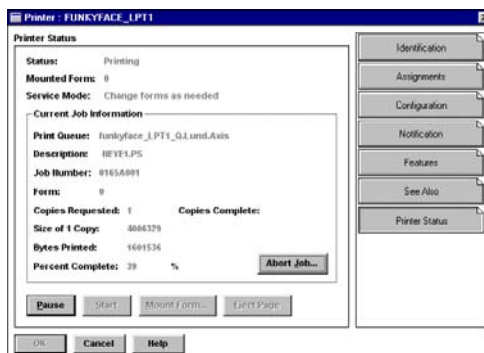 Printer : FUNKYFACE_LPT1
Printer Status
Status: Printing
Mounted Form: 0
Service Mode: Change forms as needed
Current Job Information
Print Queue: funkyface_LPT1_Q.Lund.Axis
Description: NEYE1.PS
Job Number: 0165A001
Form: 0
Copies Requested: 1 Copies Complete:
Size of 1 Copy: 4006329
Bytes Printed: 1601536
Percent Complete: 39 %
Abort Job...
Pause Start Mount Form... Eject Page
OK Cancel Help
Identification
Assignments
Configuration
Notification
Features
See Also
Printer Status